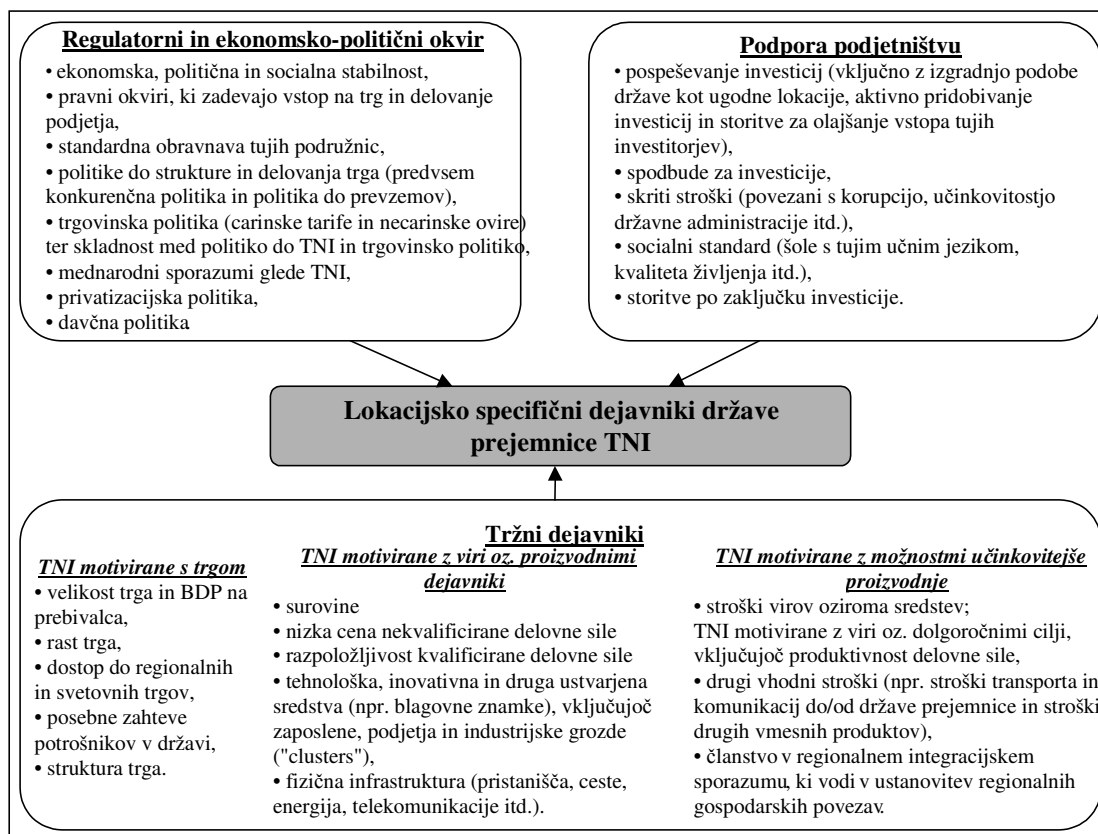 Regulatorni in ekonomsko-politični okvir
• ekonomska, politična in socialna stabilnost,
• pravni okviri, ki zadevajo vstop na trg in delovanje
podjetja,
• standardna obravnava tujih podružnic,
• politike do strukture in delovanja trga (predvsem
konkurenčna politika in politika do prevzemov),
• trgovinska politika (carinske tarife in necarinske ovire)
ter skladnost med politiko do TNI in trgovinsko politiko,
• mednarodni sporazumi glede TNI,
• privatizacijska politika,
• davčna politika.
Podpora podjetništvu
• pospeševanje investicij (vključno z izgradnjo podobe
države kot ugodne lokacije, aktivno pridobivanje
investicij in storitve za olajšanje vstopa tujih
investitorjev),
• spodbude za investicije,
• skriti stroški (povezani s korupcijo, učinkovitostjo
državne administracije itd.),
• socialni standard (šole s tujim učnim jezikom,
kvaliteta življenja itd.),
• storitve po zaključku investicije.
Lokacijsko specifični dejavniki države
prejemnice TNI
Tržni dejavniki
TNI motivirane s trgom
• velikost trga in BDP na
prebivalca,
• rast trga,
• dostop do regionalnih
in svetovnih trgov,
• posebne zahteve
potrošnikov v državi,
• struktura trga.
TNI motivirane z viri oz. proizvodnimi
dejavniki
• surovine
• nizka cena nekvalificirane delovne sile
• razpoložljivost kvalificirane delovne sile
• tehnološka, inovativna in druga ustvarjena
sredstva (npr. blagovne znamke), vključujoč
zaposlene, podjetja in industrijske grozde
("clusters"),
• fizična infrastruktura (pristanišča, ceste,
energija, telekomunikacije itd.).
TNI motivirane z možnostmi učinkovitejše
proizvodnje
• stroški virov oziroma sredstev;
TNI motivirane z viri oz. dolgoročnimi cilji,
vključujoč produktivnost delovne sile,
• drugi vhodni stroški (npr. stroški transporta in
komunikacij do/od države prejemnice in stroški
drugih vmesnih produktov),
• članstvo v regionalnem integracijskem
sporazumu, ki vodi v ustanovitev regionalnih
gospodarskih povezav.